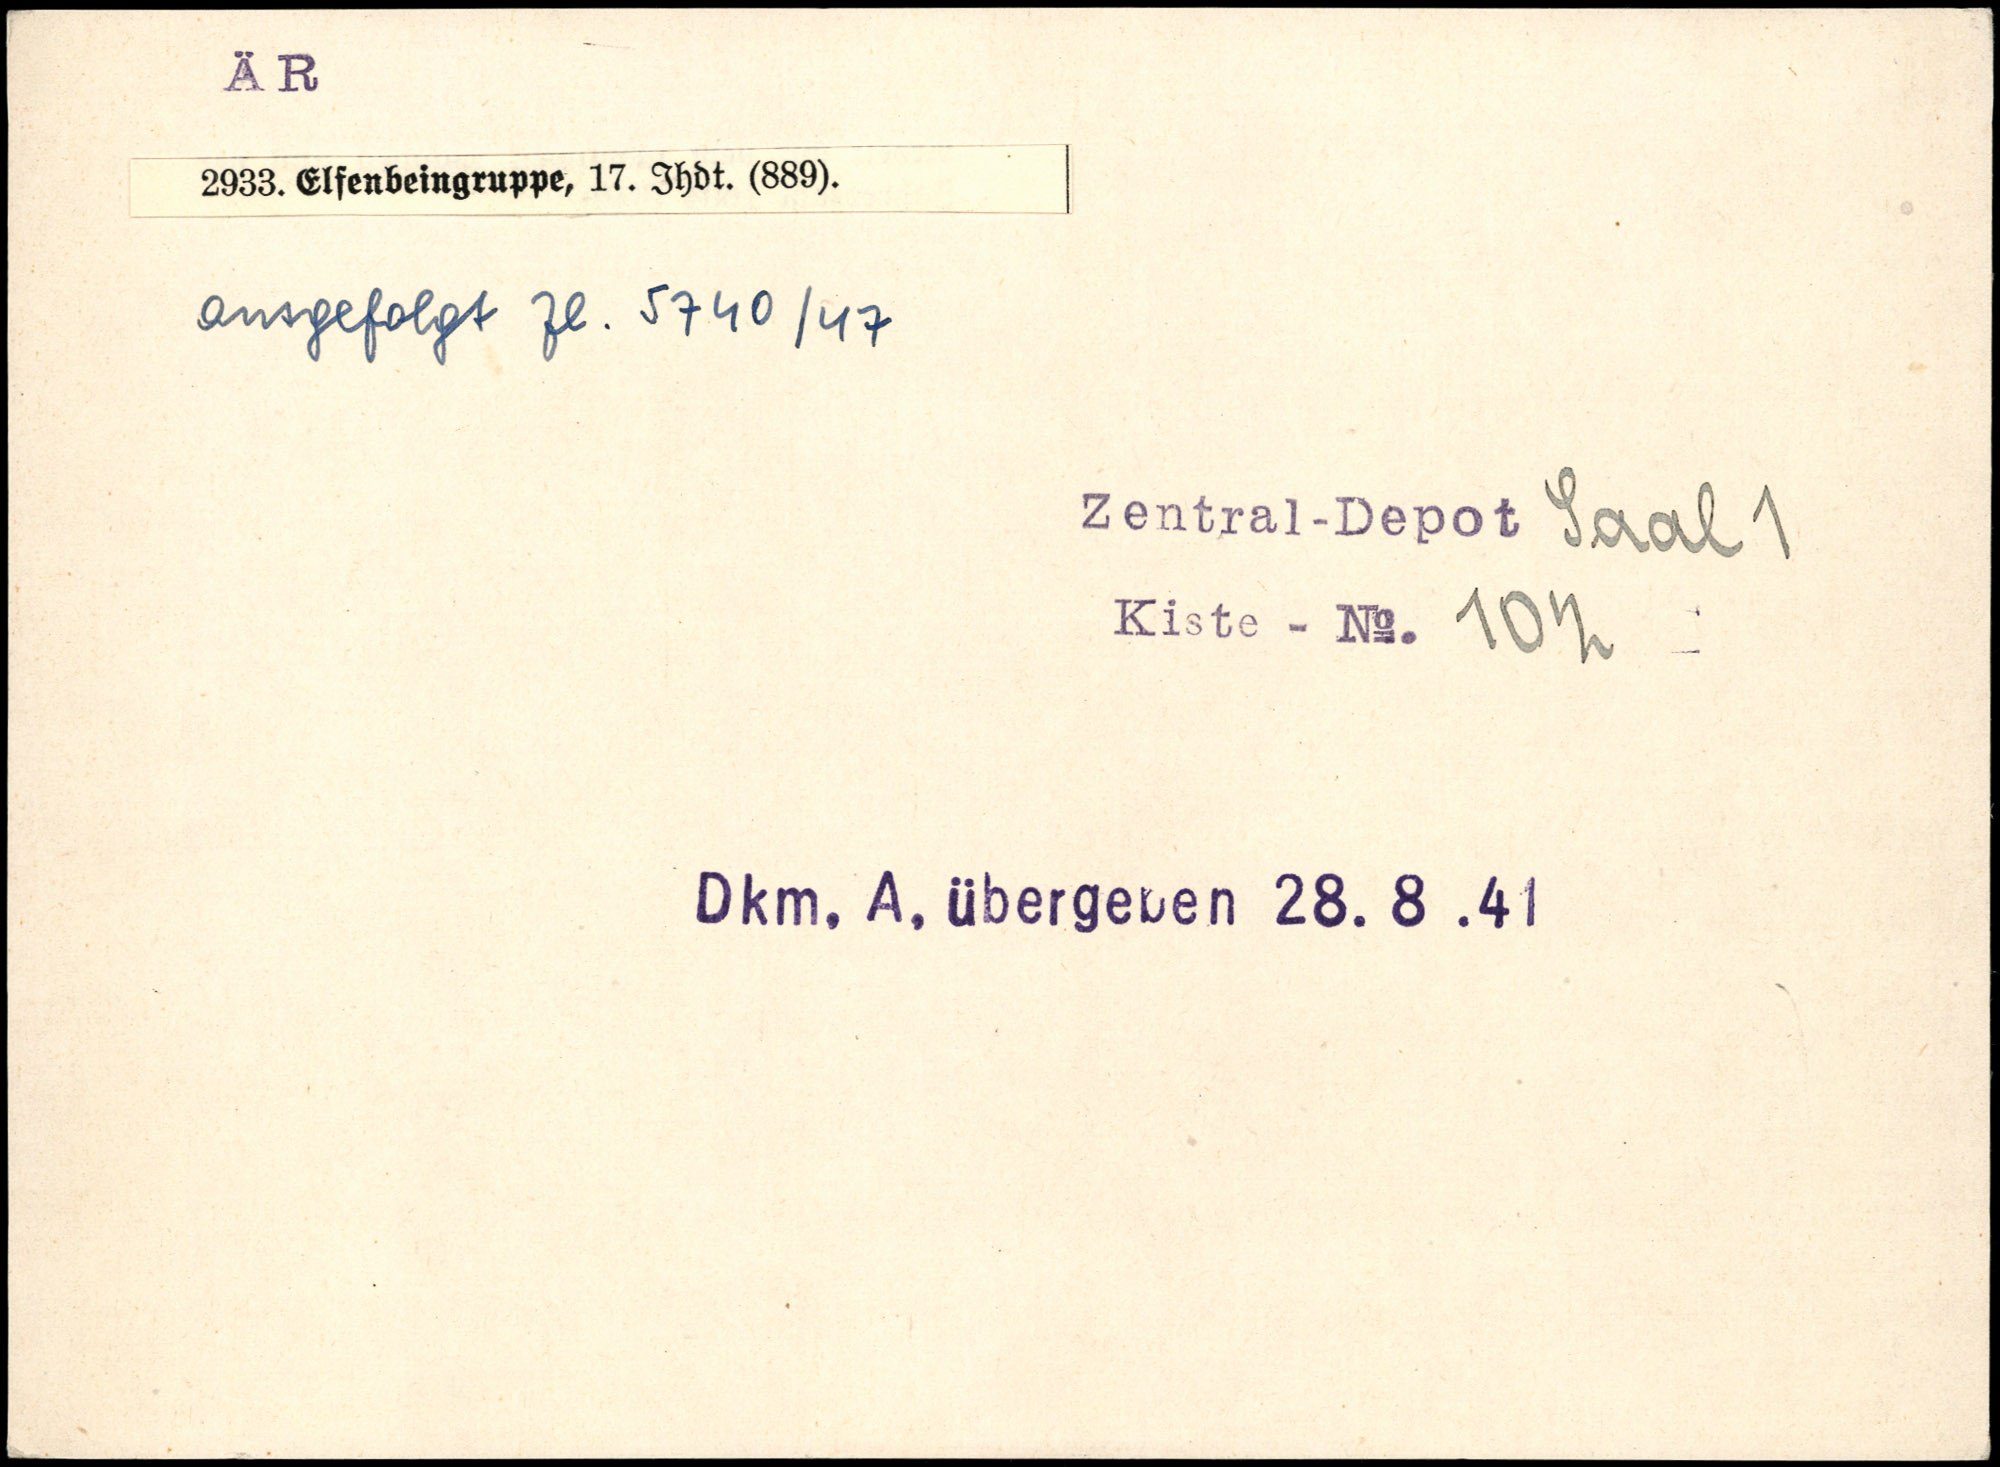 ÄR
2933. Elfenbeingruppe, 17. Jhdt. (889).
ausgefolgt Zl. 5740/47
Zentral-Depot Saal 1
Kiste - №.
Dkm. A. übergeben 28. 8 .41